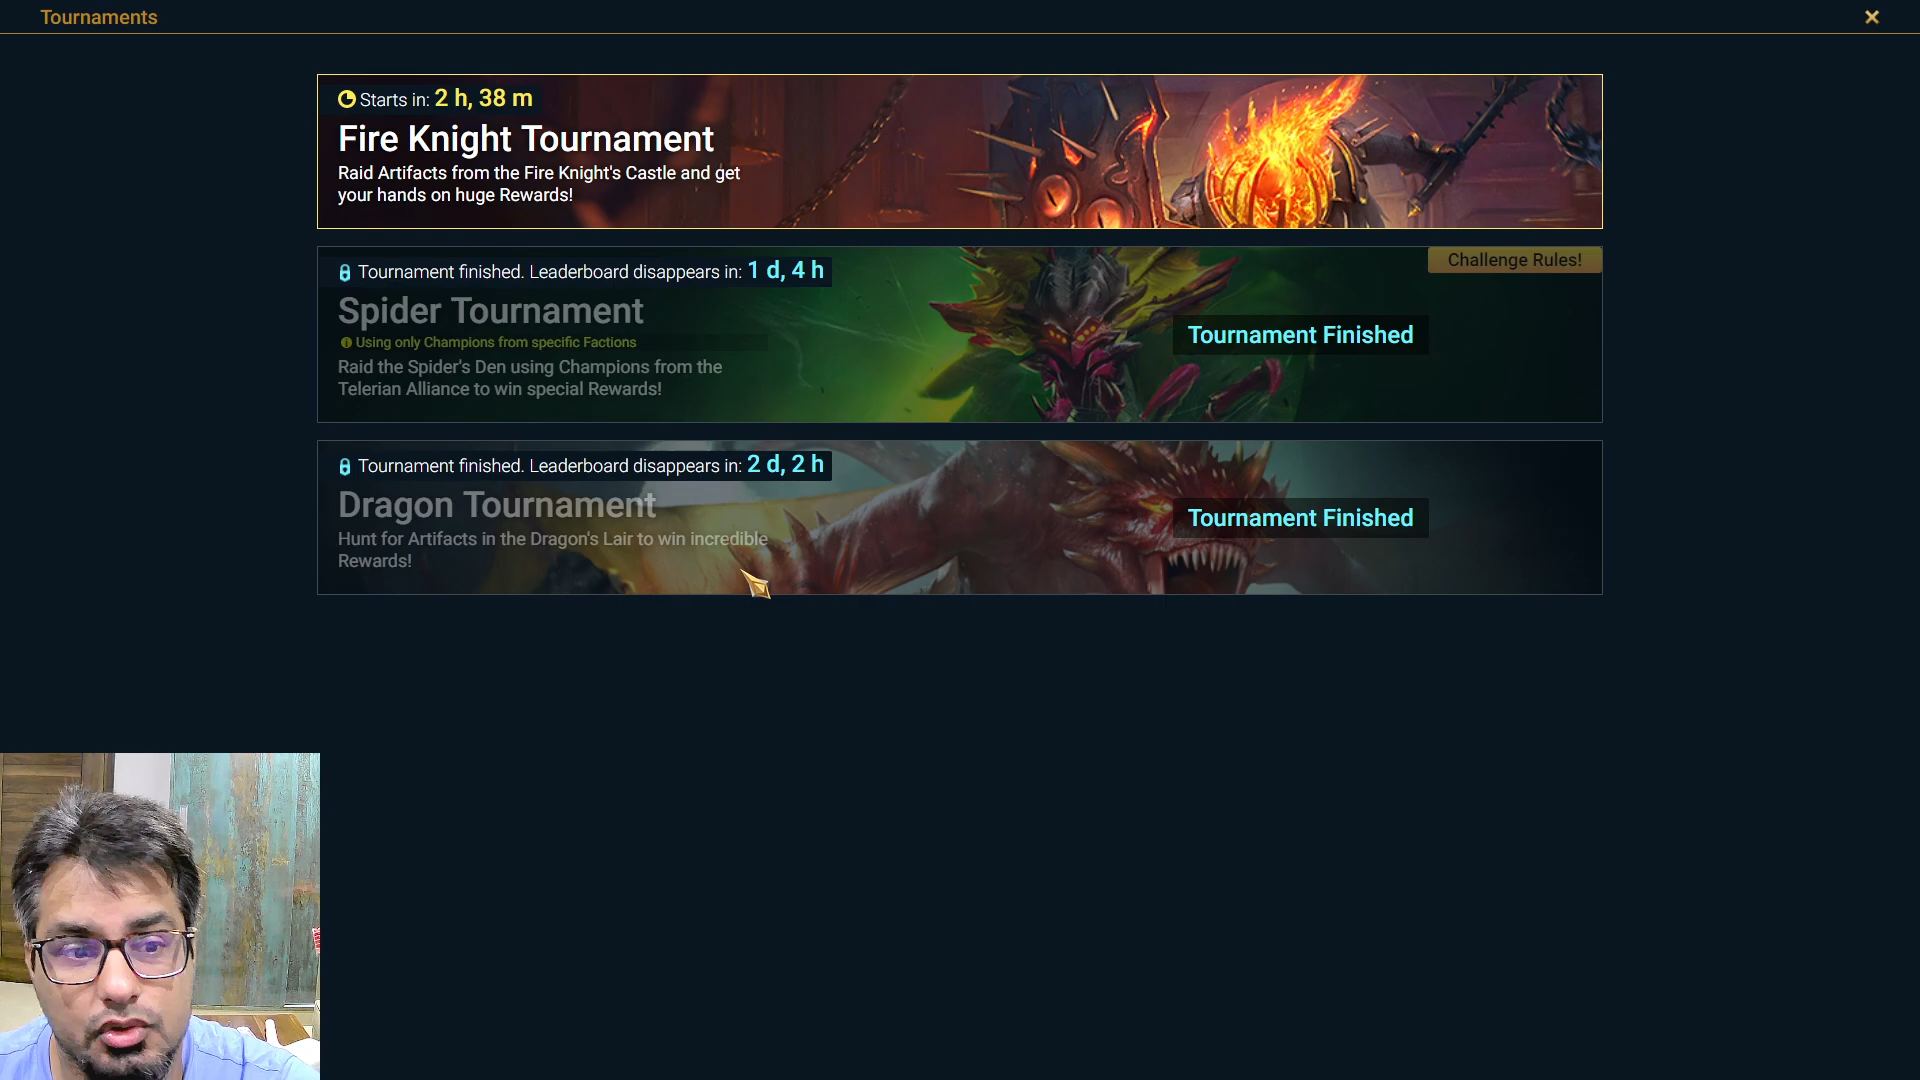 Tournaments
Starts in: 2 h, 38 m
Fire Knight Tournament
Raid Artifacts from the Fire Knight's Castle and get
your hands on huge Rewards!
Tournament finished. Leaderboard disappears in: 1 d, 4 h
Challenge Rules!
Spider Tournament
Using only Champions from specific Factions
Tournament Finished
Raid the Spider's Den using Champions from the
Telerian Alliance to win special Rewards!
Tournament finished. Leaderboard disappears in: 2 d, 2 h
Dragon Tournament
Tournament Finished
Hunt for Artifacts in the Dragon's Lair to win incredible
Rewards!